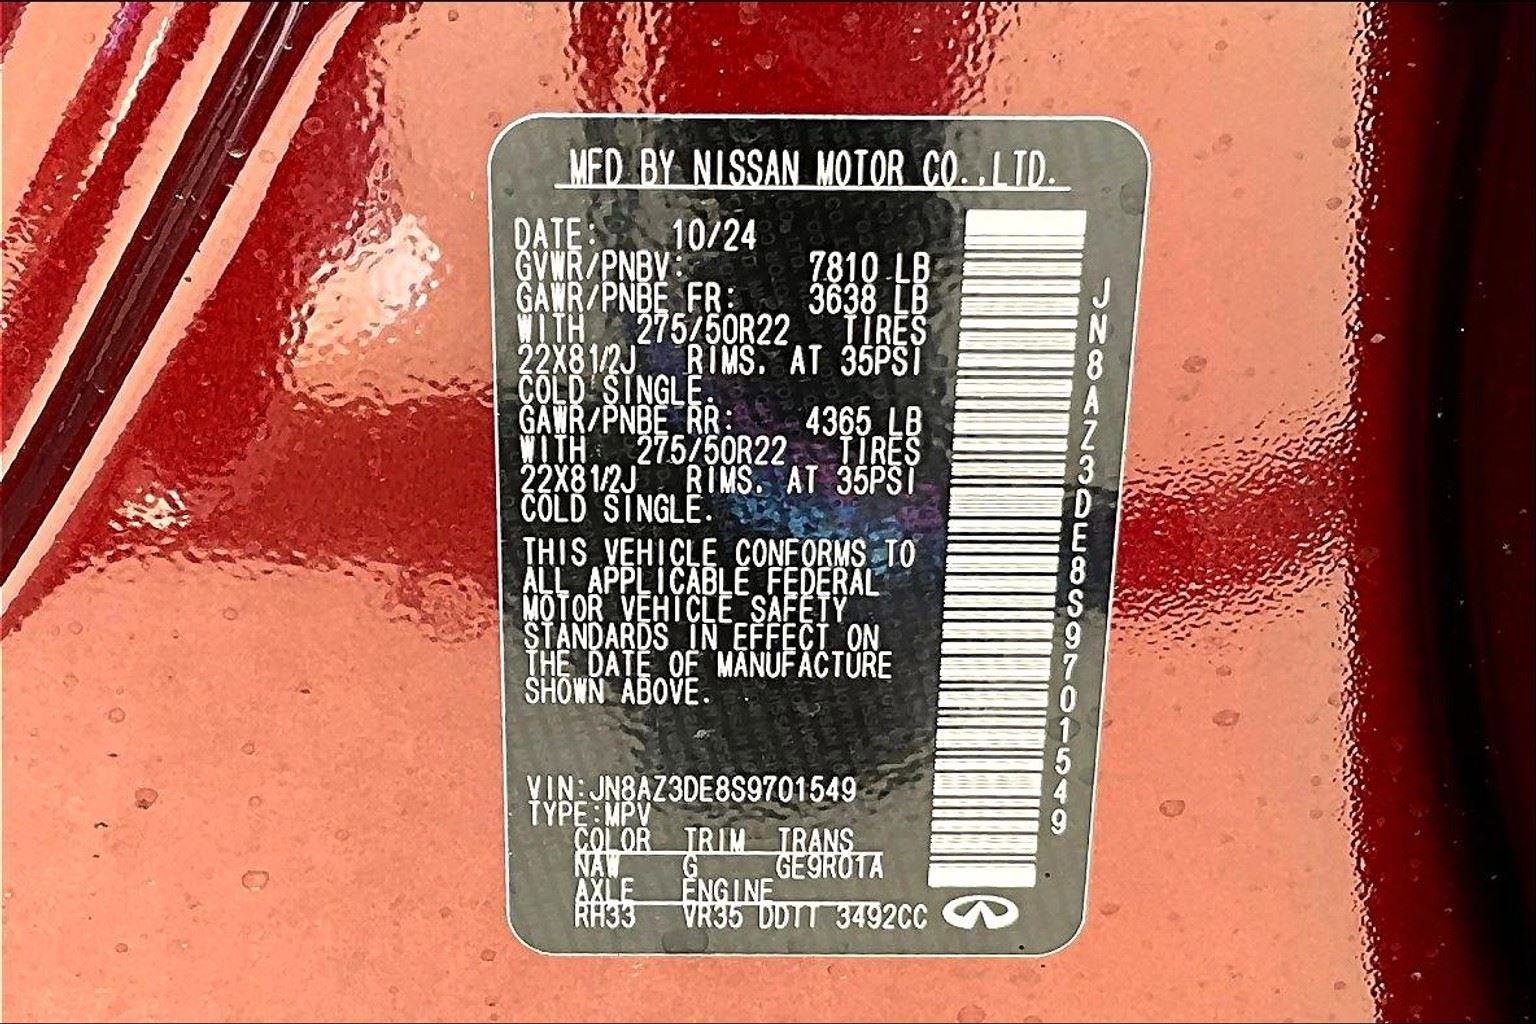 MFD BY NISSAN MOTOR CO.,LTD.
DATE: 10/24
GVWR/PNBV: 7810 LB
GAWR/PNBE FR: 3638 LB
WITH 275/50R22 TIRES
22X81/2J RIMS. AT 35PSI
COLD SINGLE.
GAWR/PNBE RR: 4365 LB
WITH 275/50R22 TIRES
22X81/2J RIMS. AT 35PSI
COLD SINGLE.
THIS VEHICLE CONFORMS TO
ALL APPLICABLE FEDERAL
MOTOR VEHICLE SAFETY
STANDARDS IN EFFECT ON
THE DATE OF MANUFACTURE
SHOWN ABOVE.
VIN:JN8AZ3DE8S9701549
TYPE:MPV
COLOR TRIM TRANS
NAW G GE9R01A
AXLE ENGINE
RH33 VR35 DDTT 3492CC
JN8AZ3DE8S9701549